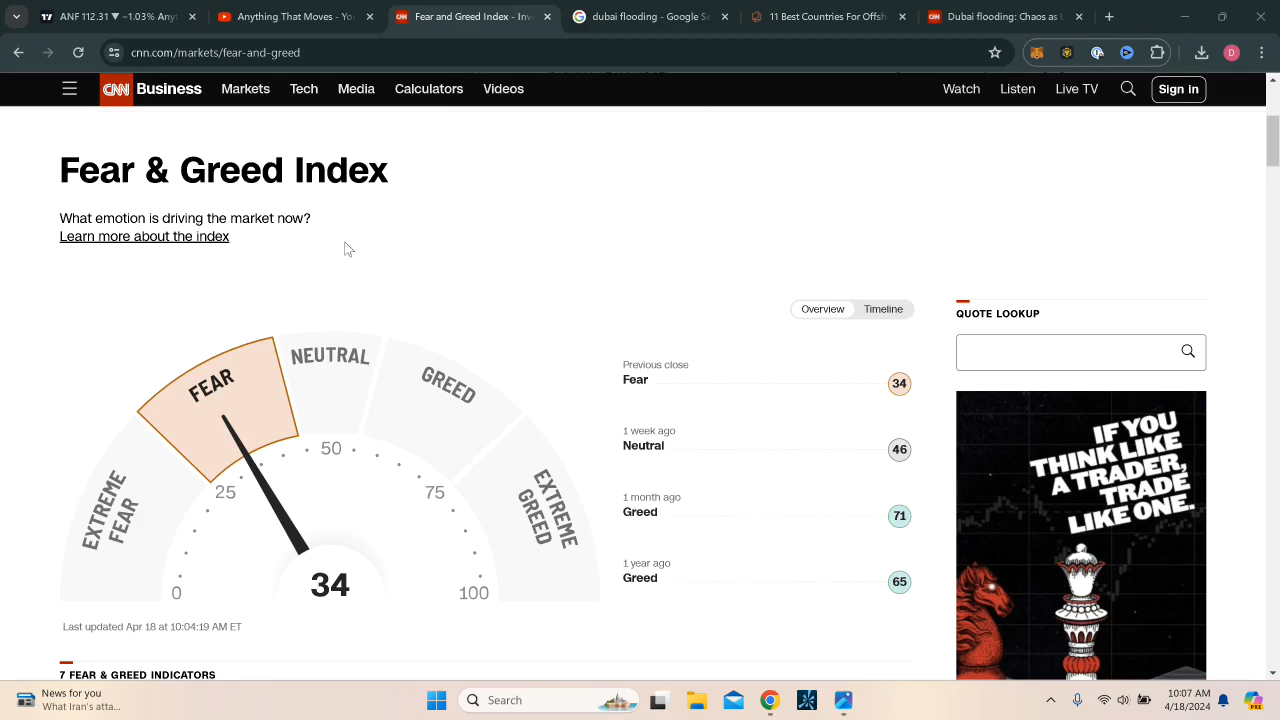 ANF 112.31 ▼ −1.03% Any
Anything That Moves - Yo
Fear and Greed Index - Inv
dubai flooding - Google Se
11 Best Countries For Offsh
Dubai flooding: Chaos as L
cnn.com/markets/fear-and-greed
D
CNN Business Markets Tech Media Calculators Videos Watch Listen Live TV Sign in
Fear & Greed Index
What emotion is driving the market now?
Learn more about the index
Overview Timeline
QUOTE LOOKUP
EXTREME
FEAR
FEAR
NEUTRAL
GREED
EXTREME
GREED
0
25
50
75
100
34
Last updated Apr 18 at 10:04:19 AM ET
Previous close
Fear 34
1 week ago
Neutral 46
1 month ago
Greed 71
1 year ago
Greed 65
IF YOU
THINK LIKE
A TRADER,
TRADE
LIKE ONE.
7 FEAR & GREED INDICATORS
News for you
What Iran's atta...
Search
10:07 AM
4/18/2024